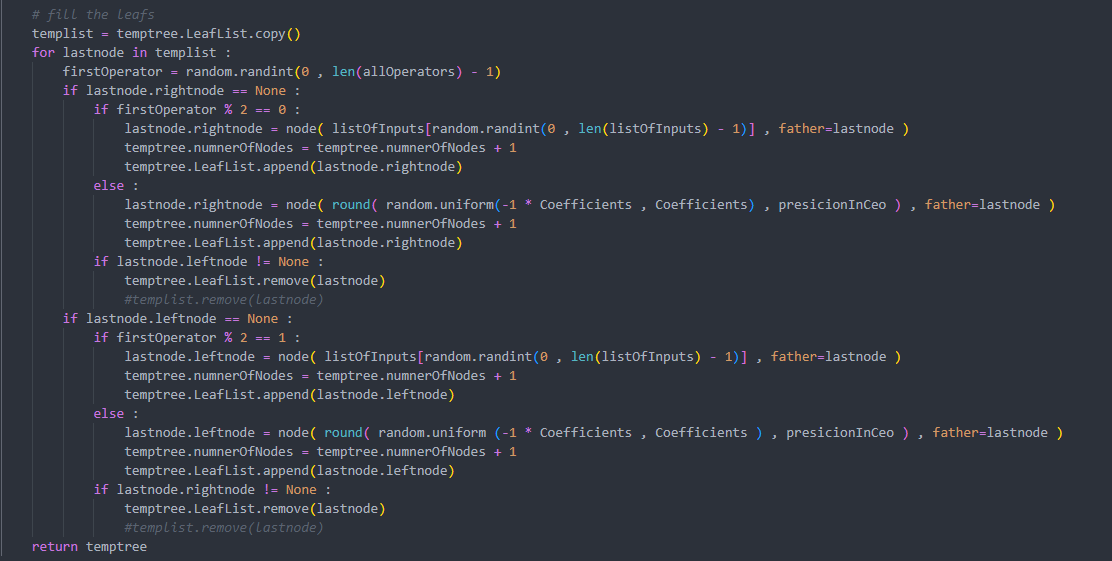 # fill the leafs
templist = temptree.LeafList.copy()
for lastnode in templist :
firstOperator = random.randint(0 , len(allOperators) - 1)
if lastnode.rightnode == None :
if firstOperator % 2 == 0 :
lastnode.rightnode = node( listOfInputs[random.randint(0 , len(listOfInputs) - 1)] , father=lastnode )
temptree.numnerOfNodes = temptree.numnerOfNodes + 1
temptree.LeafList.append(lastnode.rightnode)
else :
lastnode.rightnode = node( round( random.uniform(-1 * Coefficients , Coefficients) , presicionInCeo ) , father=lastnode )
temptree.numnerOfNodes = temptree.numnerOfNodes + 1
temptree.LeafList.append(lastnode.rightnode)
if lastnode.leftnode != None :
temptree.LeafList.remove(lastnode)
#templist.remove(lastnode)
if lastnode.leftnode == None :
if firstOperator % 2 == 1 :
lastnode.leftnode = node( listOfInputs[random.randint(0 , len(listOfInputs) - 1)] , father=lastnode )
temptree.numnerOfNodes = temptree.numnerOfNodes + 1
temptree.LeafList.append(lastnode.leftnode)
else :
lastnode.leftnode = node( round( random.uniform (-1 * Coefficients , Coefficients ) , presicionInCeo ) , father=lastnode )
temptree.numnerOfNodes = temptree.numnerOfNodes + 1
temptree.LeafList.append(lastnode.leftnode)
if lastnode.rightnode != None :
temptree.LeafList.remove(lastnode)
#templist.remove(lastnode)
return temptree